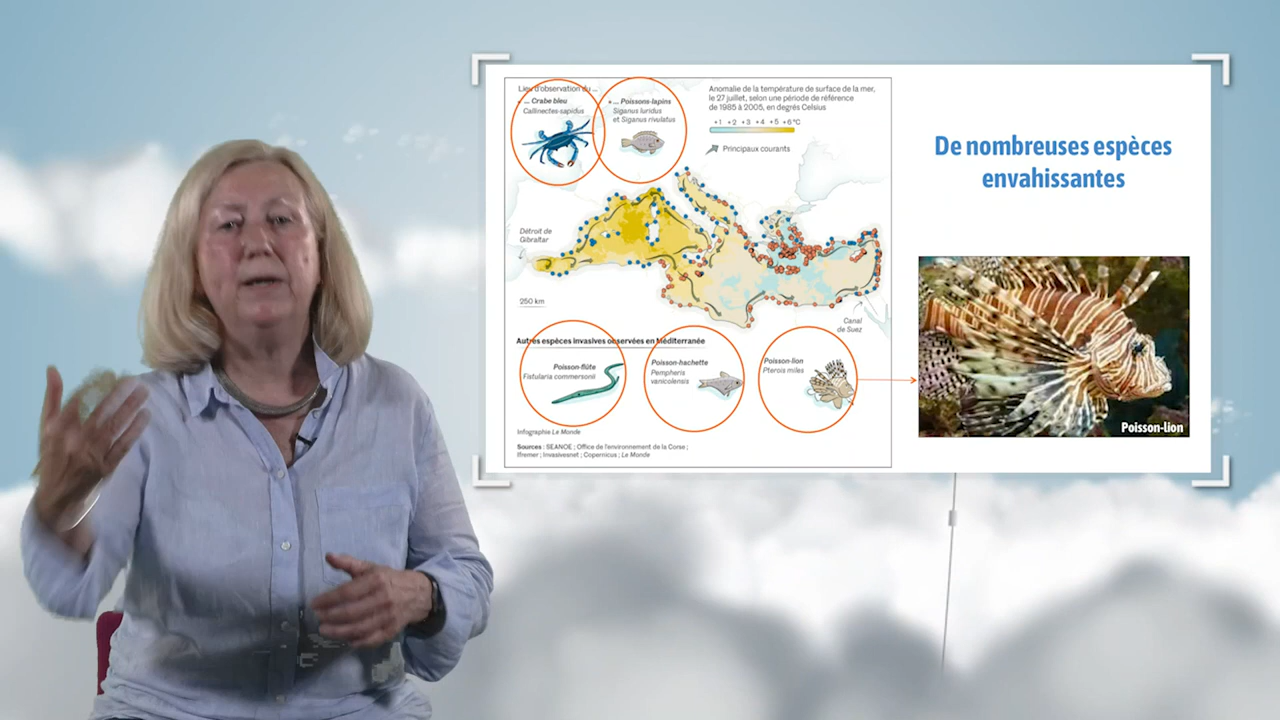 Lieu d'observation du ...
• ... Crabe bleu
Callinectes sapidus
• ... Poissons-lapins
Siganus luridus
et Siganus rivulatus
Anomalie de la température de surface de la mer,
le 27 juillet, selon une période de référence
de 1985 à 2005, en degrés Celsius
+1 +2 +3 +4 +5 +6°C
Principaux courants
Détroit de
Gibraltar
250 km
Canal
de Suez
Autres espèces invasives observées en Méditerranée
Poisson-flûte
Fistularia commersonii
Poisson-hachette
Pempheris
vanicolensis
Poisson-lion
Pterois miles
Infographie Le Monde
Sources : SEANOE ; Office de l'environnement de la Corse ;
Ifremer ; Invasivesnet ; Copernicus ; Le Monde
De nombreuses espèces
envahissantes
Poisson-lion